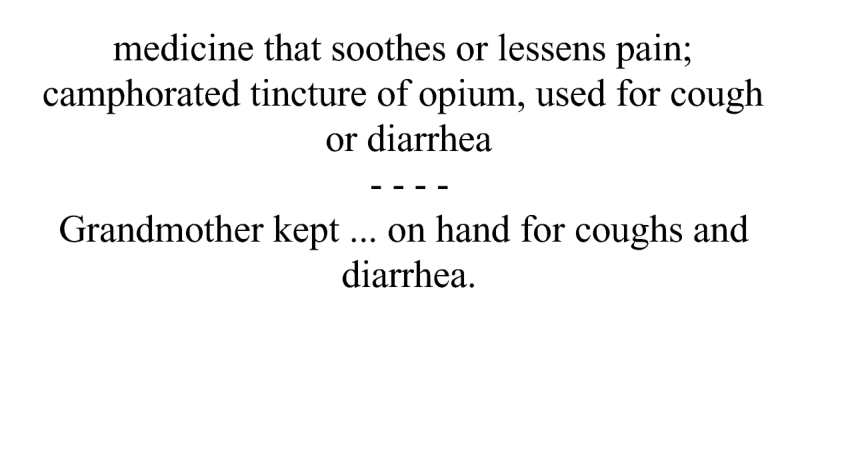 medicine that soothes or lessens pain;
camphorated tincture of opium, used for cough
or diarrhea
- - - -
Grandmother kept ... on hand for coughs and
diarrhea.